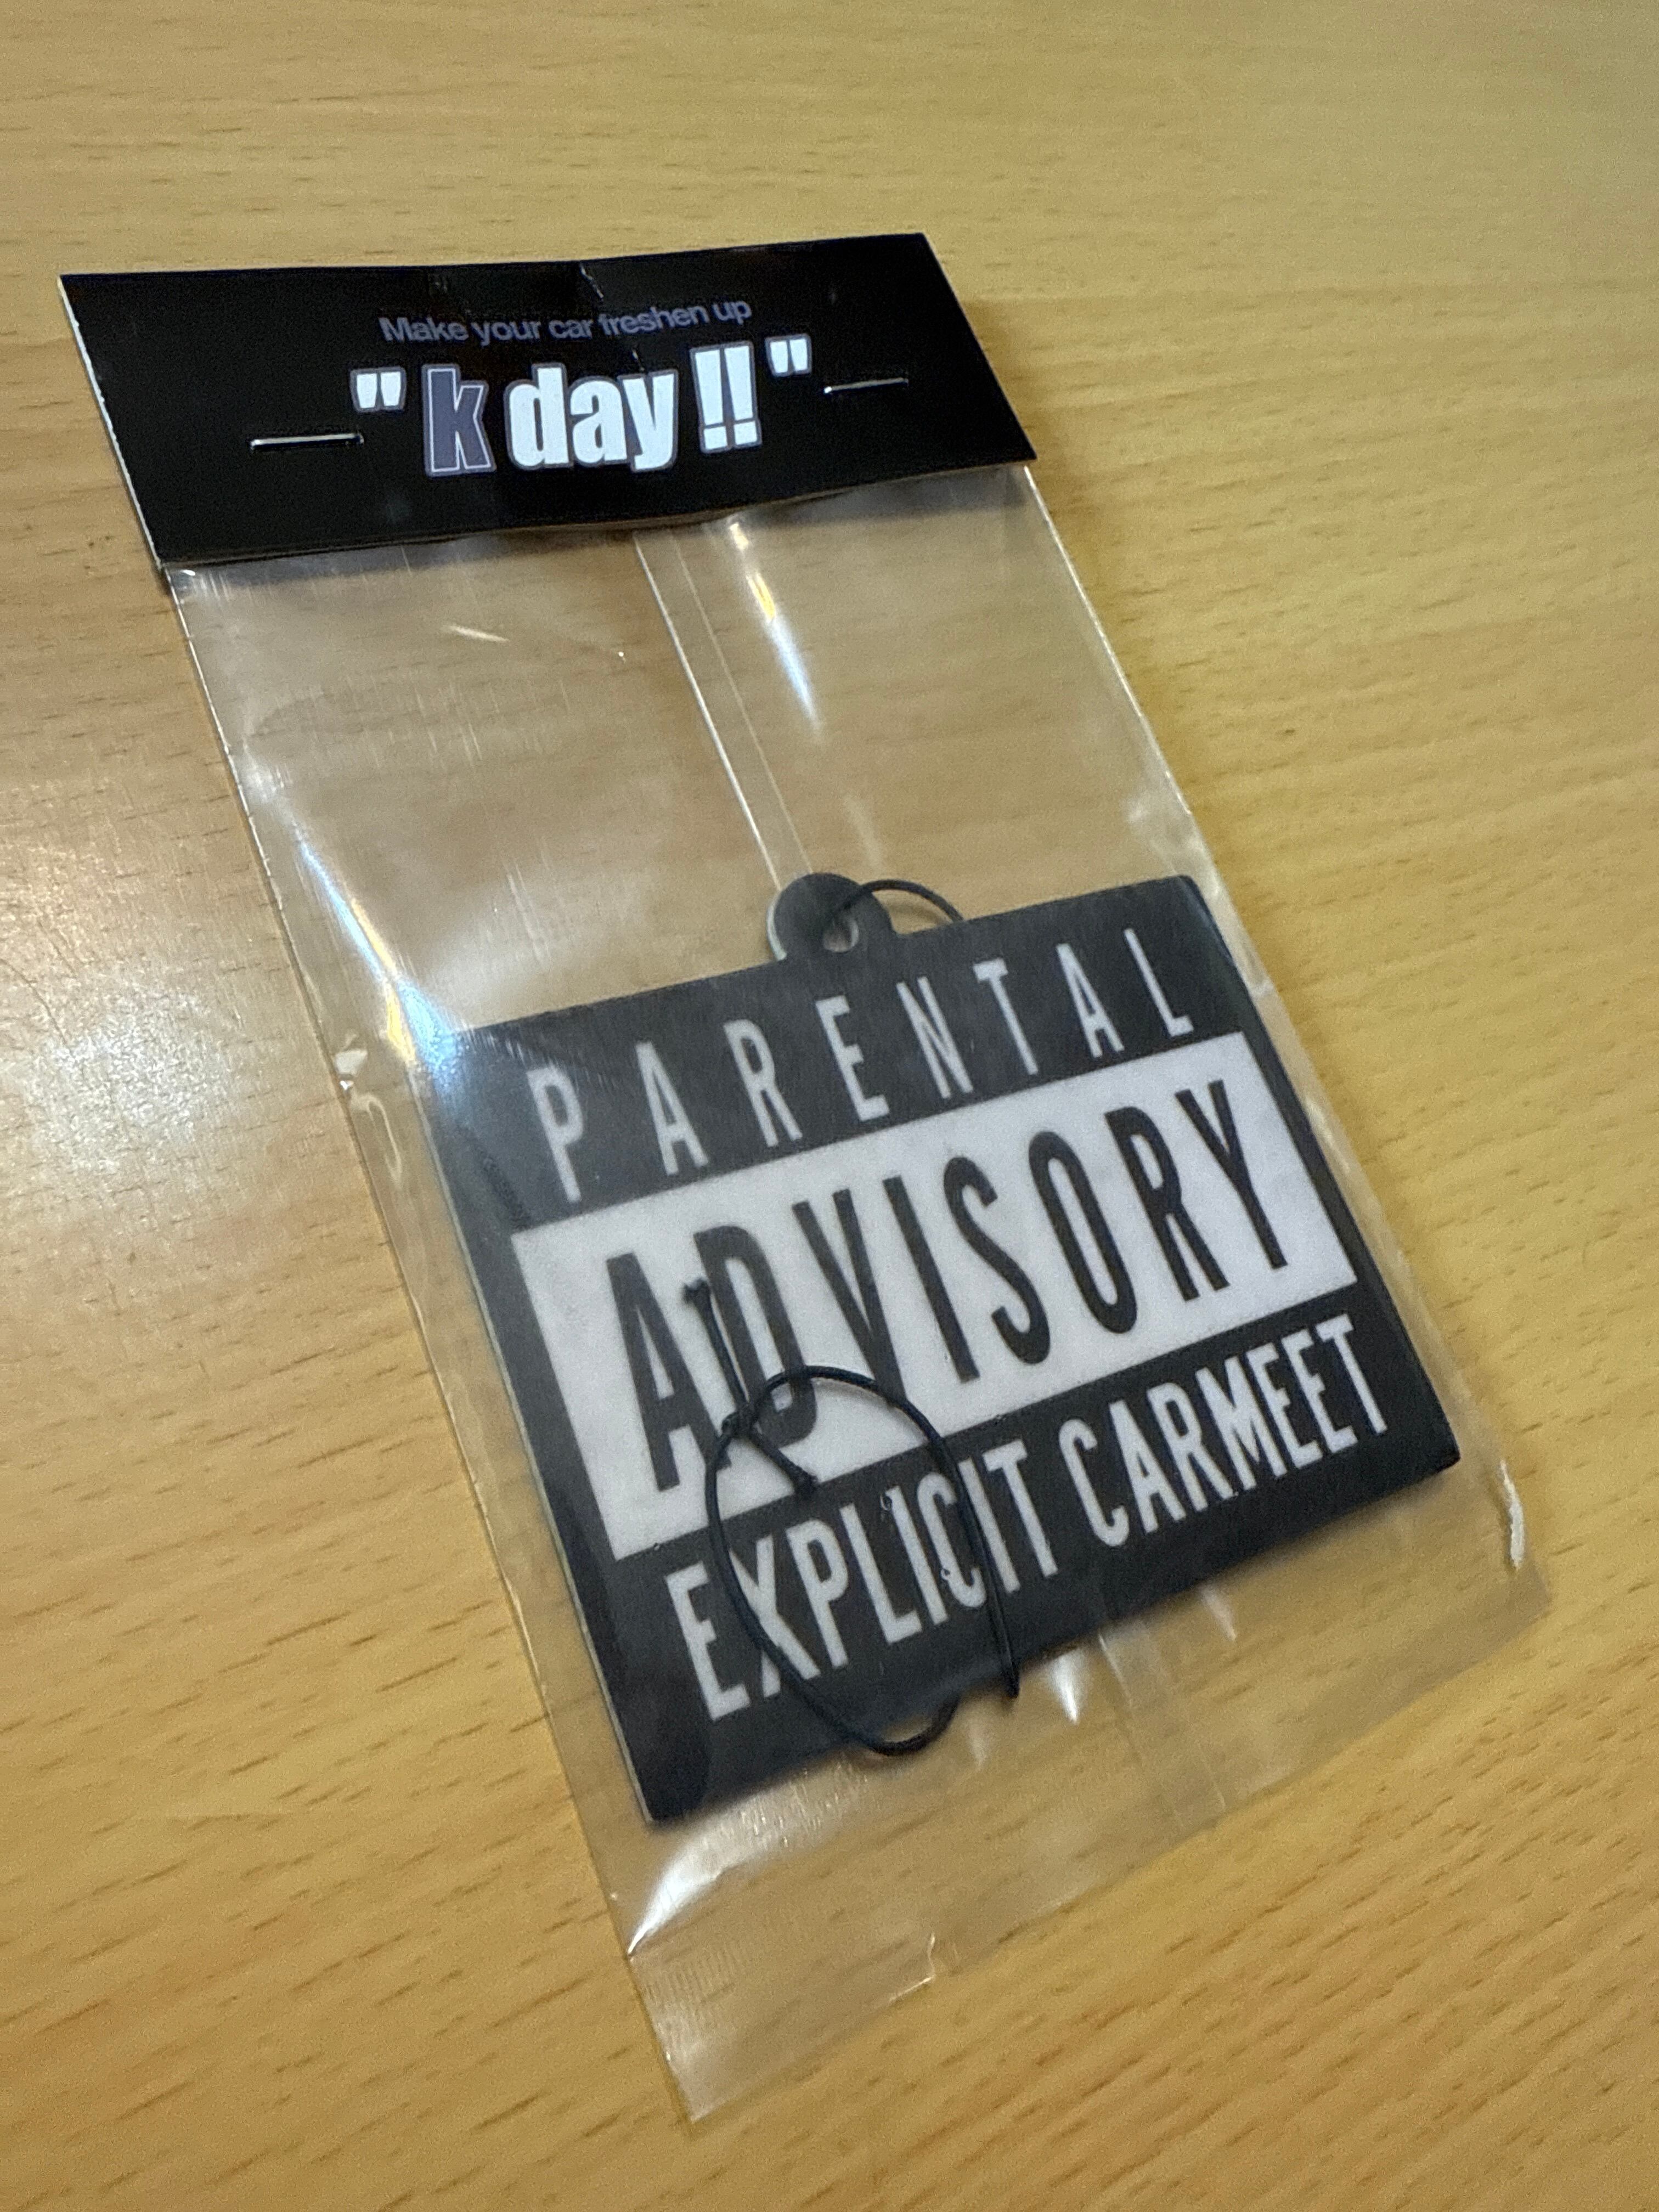 Make your car freshen up
"k day!!"
PARENTAL
ADVISORY
EXPLICIT CARMEET